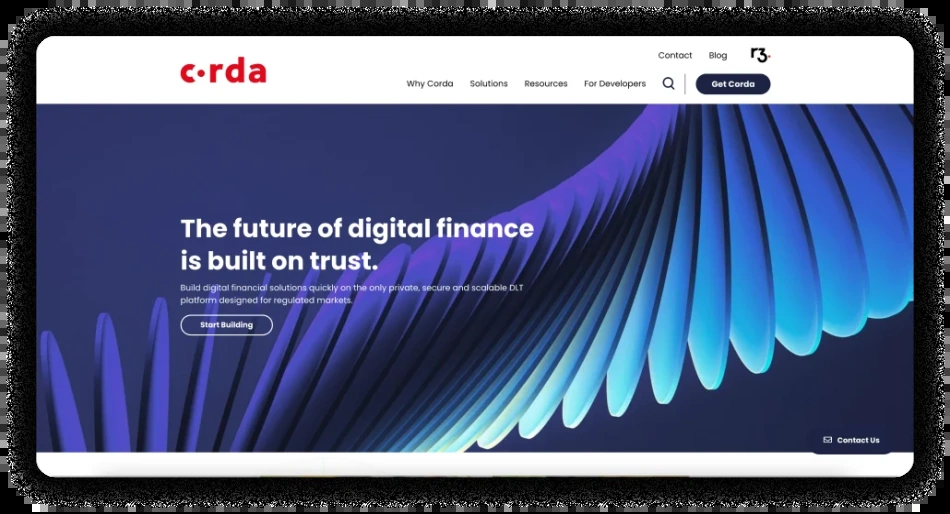 Contact Blog r3.
corda
Why Corda Solutions Resources For Developers Get Corda
The future of digital finance
is built on trust.
Build digital financial solutions quickly on the only private, secure and scalable DLT
platform designed for regulated markets.
Start Building
Contact Us